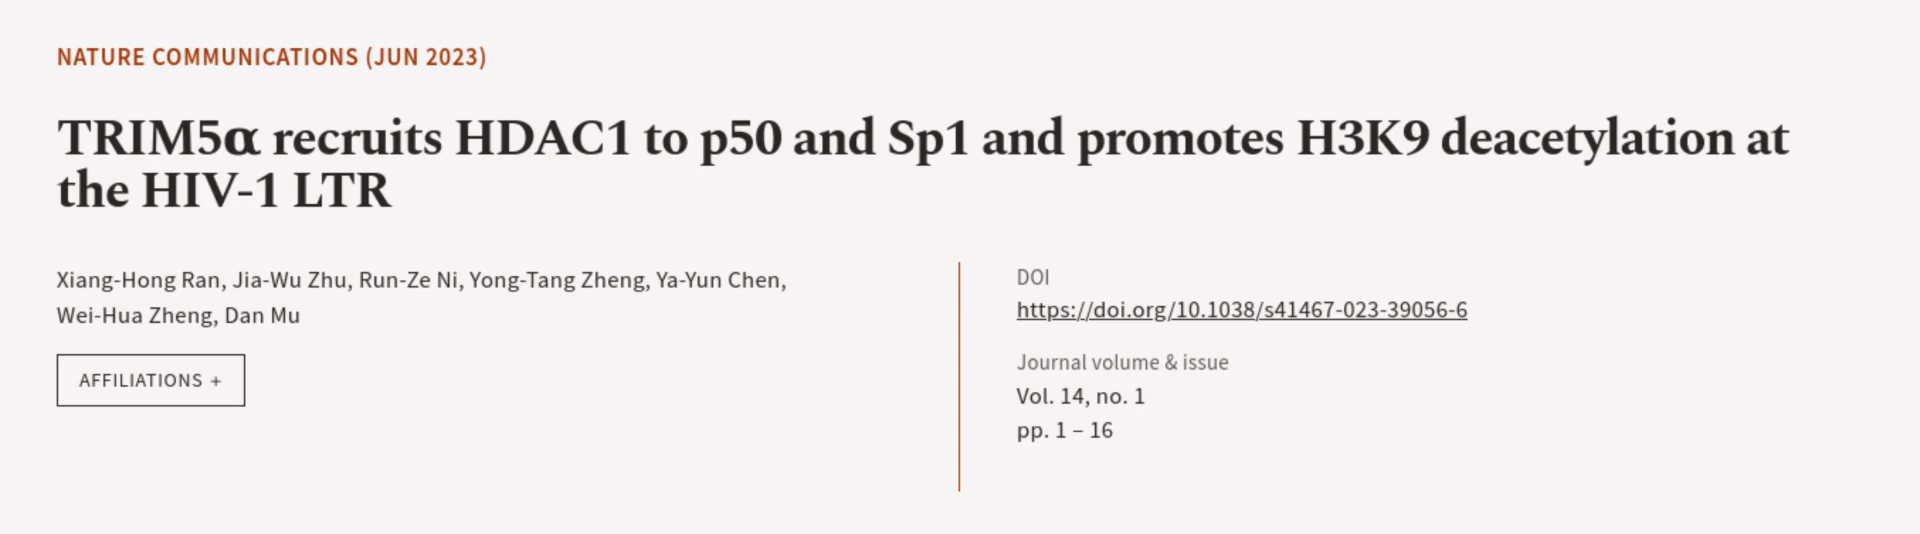 NATURE COMMUNICATIONS (JUN 2023)
TRIM5α recruits HDAC1 to p50 and Sp1 and promotes H3K9 deacetylation at
the HIV-1 LTR
Xiang-Hong Ran, Jia-Wu Zhu, Run-Ze Ni, Yong-Tang Zheng, Ya-Yun Chen,
Wei-Hua Zheng, Dan Mu
AFFILIATIONS +
DOI
https://doi.org/10.1038/s41467-023-39056-6
Journal volume & issue
Vol. 14, no. 1
pp. 1 – 16